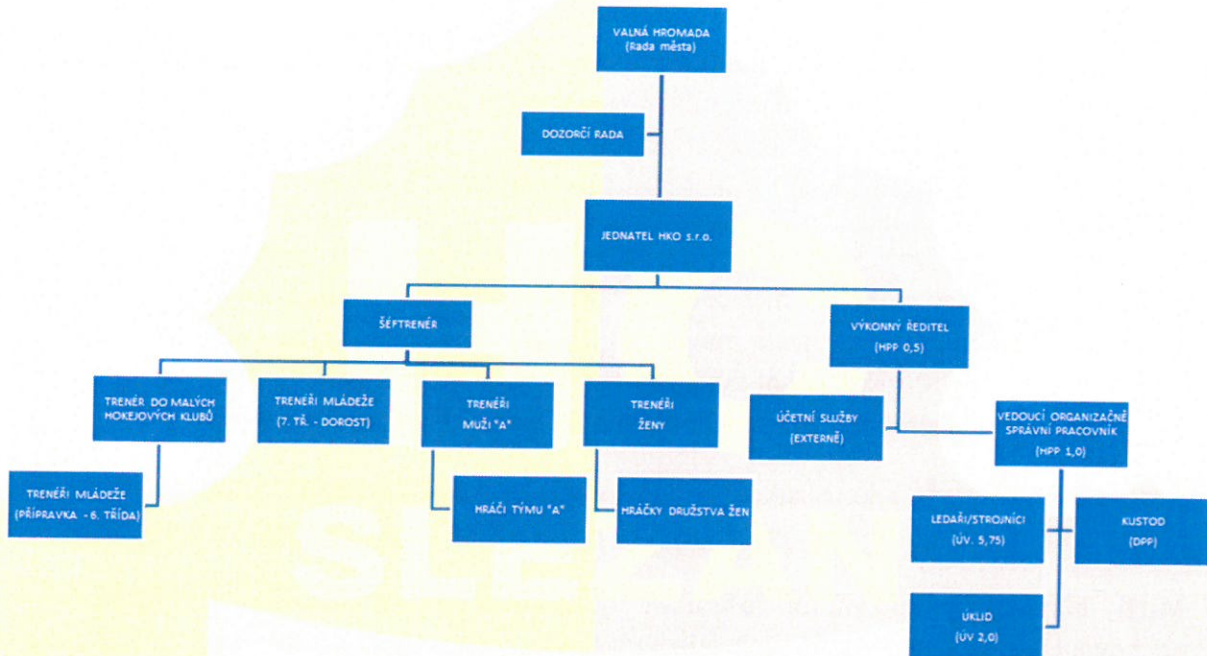 VALNÁ HROMADA
(Rada města)
DOZORČÍ RADA
JEDNATEL HKO s.r.o.
ŠÉFTRENÉR
VÝKONNÝ ŘEDITEL
(HPP 0,5)
TRENÉR DO MALÝCH
HOKEJOVÝCH KLUBŮ
TRENÉŘI MLÁDEŽE
(7. TŘ. - DOROST)
TRENÉŘI
MUŽI "A"
TRENÉŘI
ŽENY
ÚČETNÍ SLUŽBY
(EXTERNĚ)
VEDOUCÍ ORGANIZAČNĚ
SPRÁVNÍ PRACOVNÍK
(HPP 1,0)
TRENÉŘI MLÁDEŽE
(PŘÍPRAVKA - 6. TŘÍDA)
HRÁČI TÝMU "A"
HRÁČKY DRUŽSTVA ŽEN
LEDAŘI/STROJNÍCI
(ÚV. 5,75)
KUSTOD
(DPP)
ÚKLID
(ÚV 2,0)